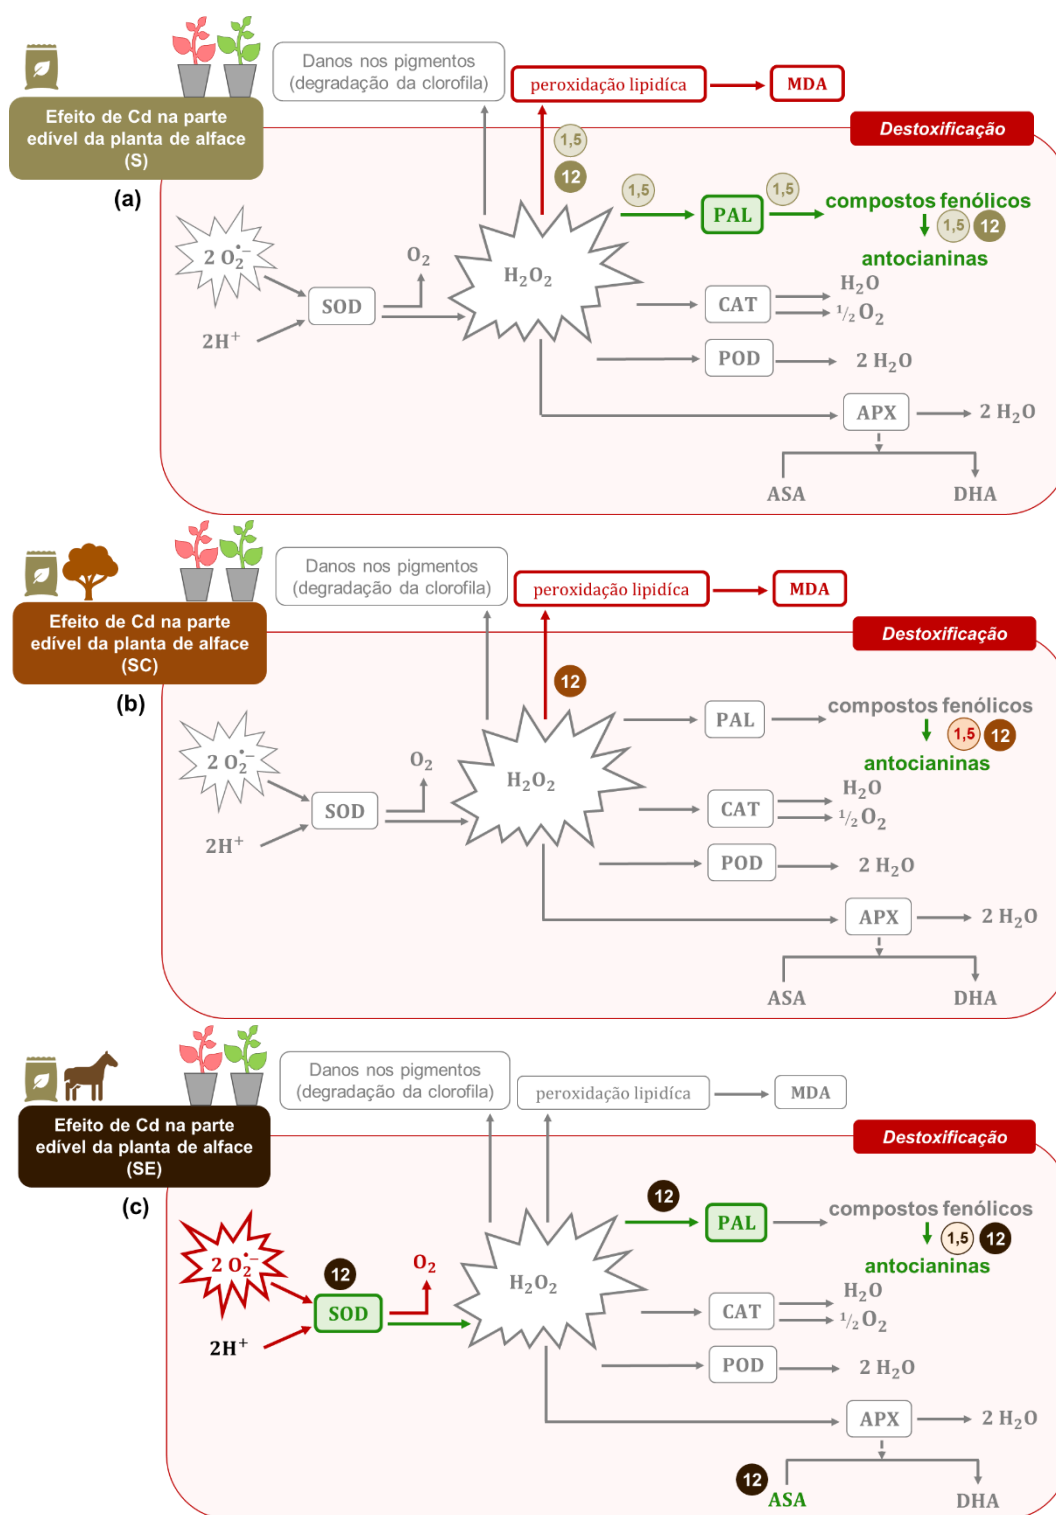 Danos nos pigmentos
(degradação da clorofila)
peroxidação lipidíca
MDA
Efeito de Cd na parte
edível da planta de alface
(S)
(a)
Destoxificação
1,5
12
1,5
PAL
1,5
compostos fenólicos
1,5
12
antocianinas
2 O₂•⁻
2H⁺
SOD
O₂
H₂O₂
CAT
H₂O
1/2 O₂
POD
2 H₂O
APX
2 H₂O
ASA
DHA
Danos nos pigmentos
(degradação da clorofila)
peroxidação lipidíca
MDA
Efeito de Cd na parte
edível da planta de alface
(SC)
(b)
Destoxificação
12
PAL
compostos fenólicos
1,5
12
antocianinas
2 O₂•⁻
2H⁺
SOD
O₂
H₂O₂
CAT
H₂O
1/2 O₂
POD
2 H₂O
APX
2 H₂O
ASA
DHA
Danos nos pigmentos
(degradação da clorofila)
peroxidação lipidíca
MDA
Efeito de Cd na parte
edível da planta de alface
(SE)
(c)
Destoxificação
12
PAL
compostos fenólicos
1,5
12
antocianinas
2 O₂•⁻
2H⁺
12
SOD
O₂
H₂O₂
CAT
H₂O
1/2 O₂
POD
2 H₂O
APX
2 H₂O
12
ASA
DHA